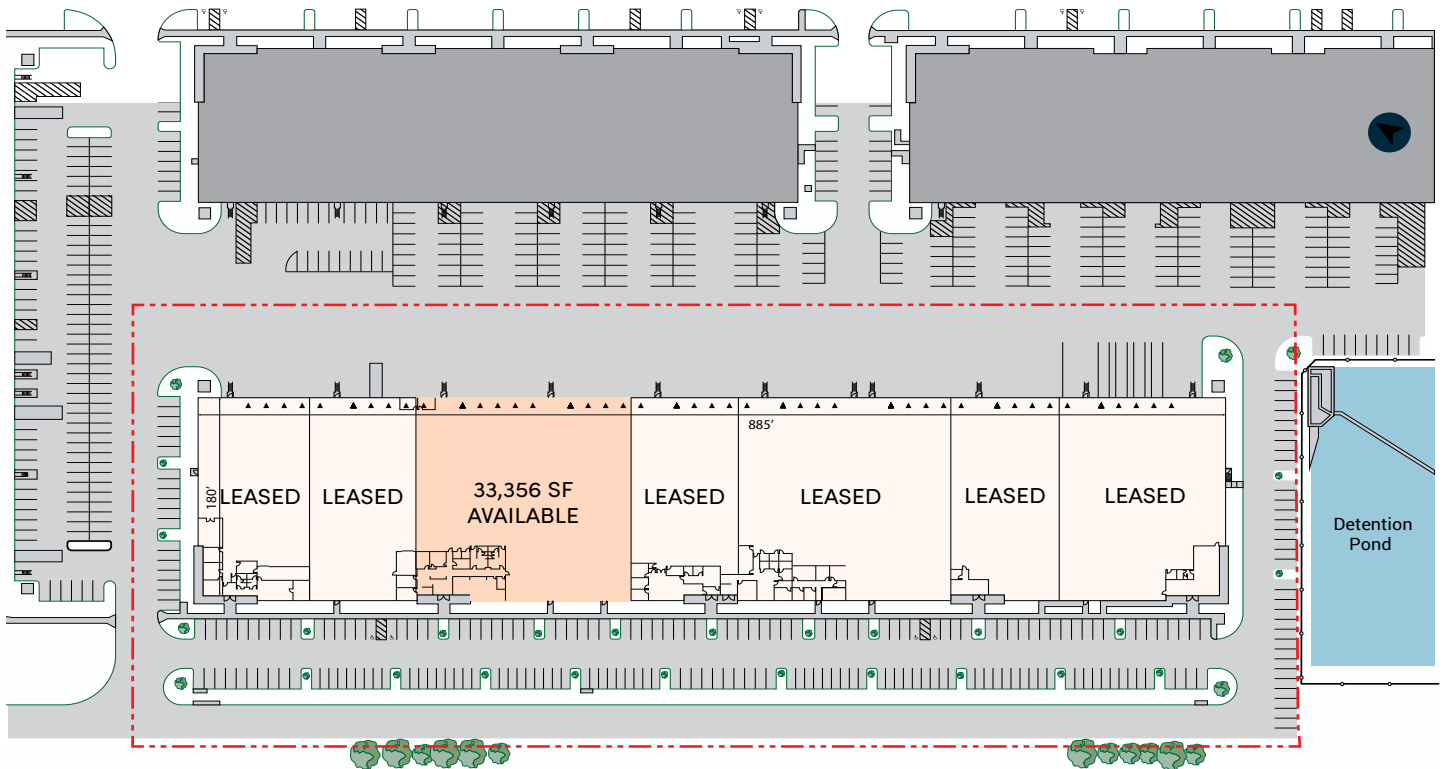 885'
180'
LEASED
LEASED
33,356 SF
AVAILABLE
LEASED
LEASED
LEASED
LEASED
Detention
Pond